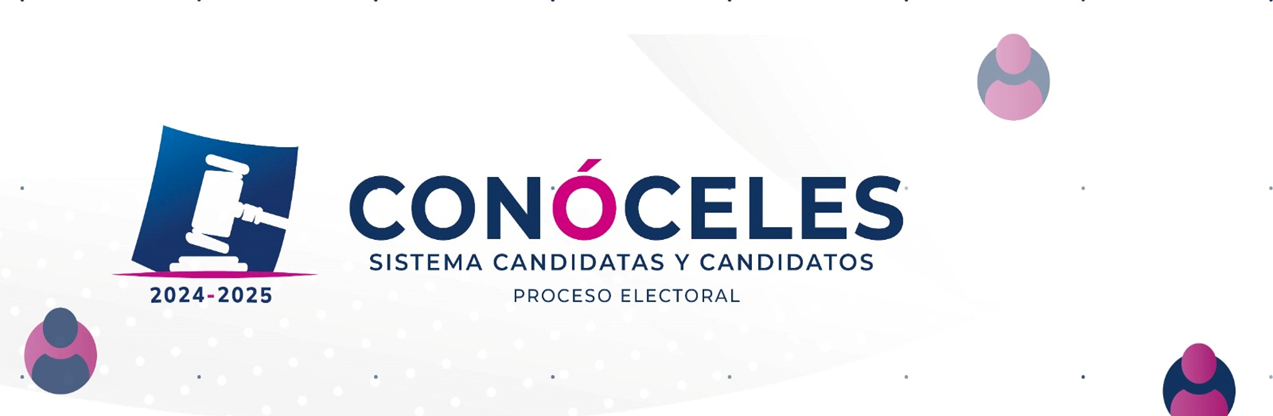 CONÓCELES
SISTEMA CANDIDATAS Y CANDIDATOS
PROCESO ELECTORAL
2024-2025